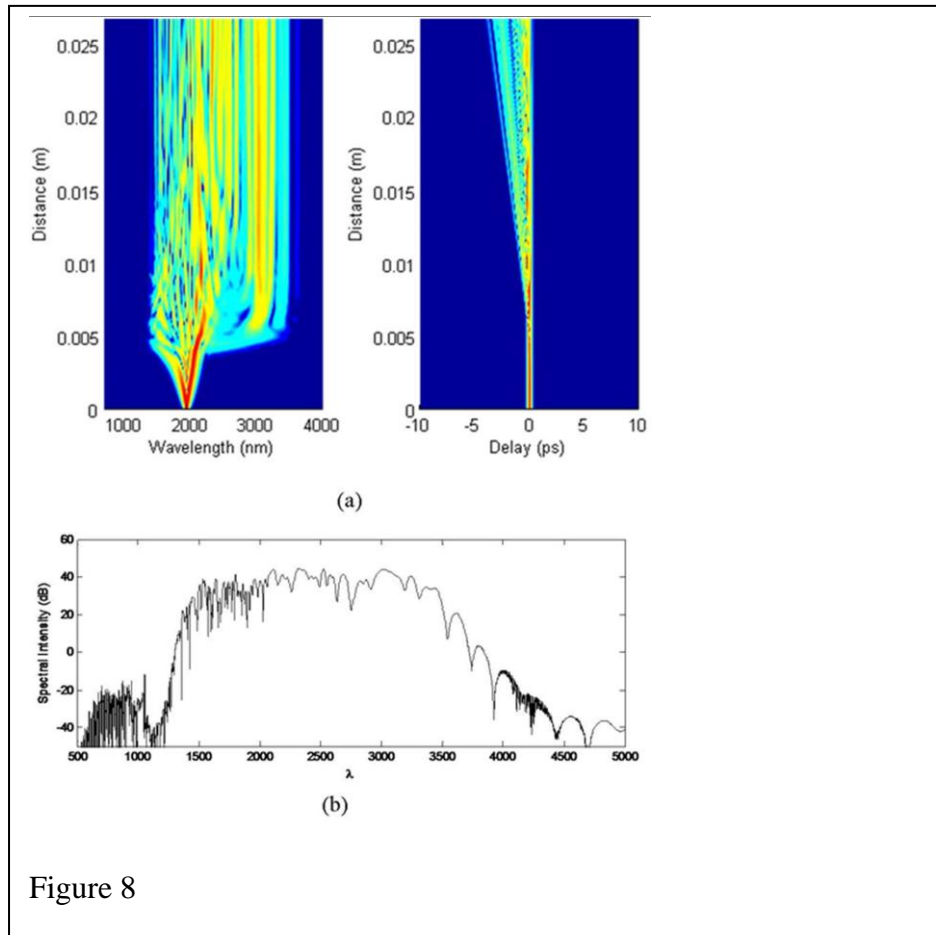 0.025
0.02
0.015
0.01
0.005
0
Distance (m)
1000 2000 3000 4000
Wavelength (nm)
0.025
0.02
0.015
0.01
0.005
0
Distance (m)
-10 -5 0 5 10
Delay (ps)
(a)
60
40
20
0
-20
-40
Spectral Intensity (dB)
500 1000 1500 2000 2500 3000 3500 4000 4500 5000
λ
(b)
Figure 8